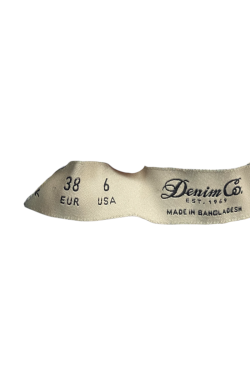 38 6 Denim Co.
EUR USA EST. 1969
MADE IN BANGLADESH